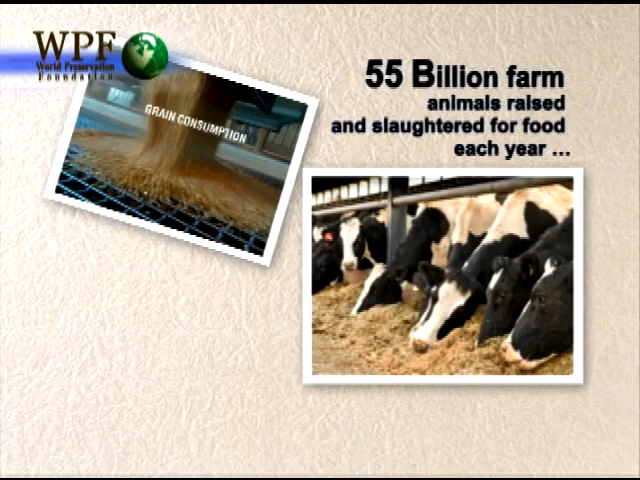 WPF
World Preservation
Foundation
GRAIN CONSUMPTION
55 Billion farm
animals raised
and slaughtered for food
each year ...